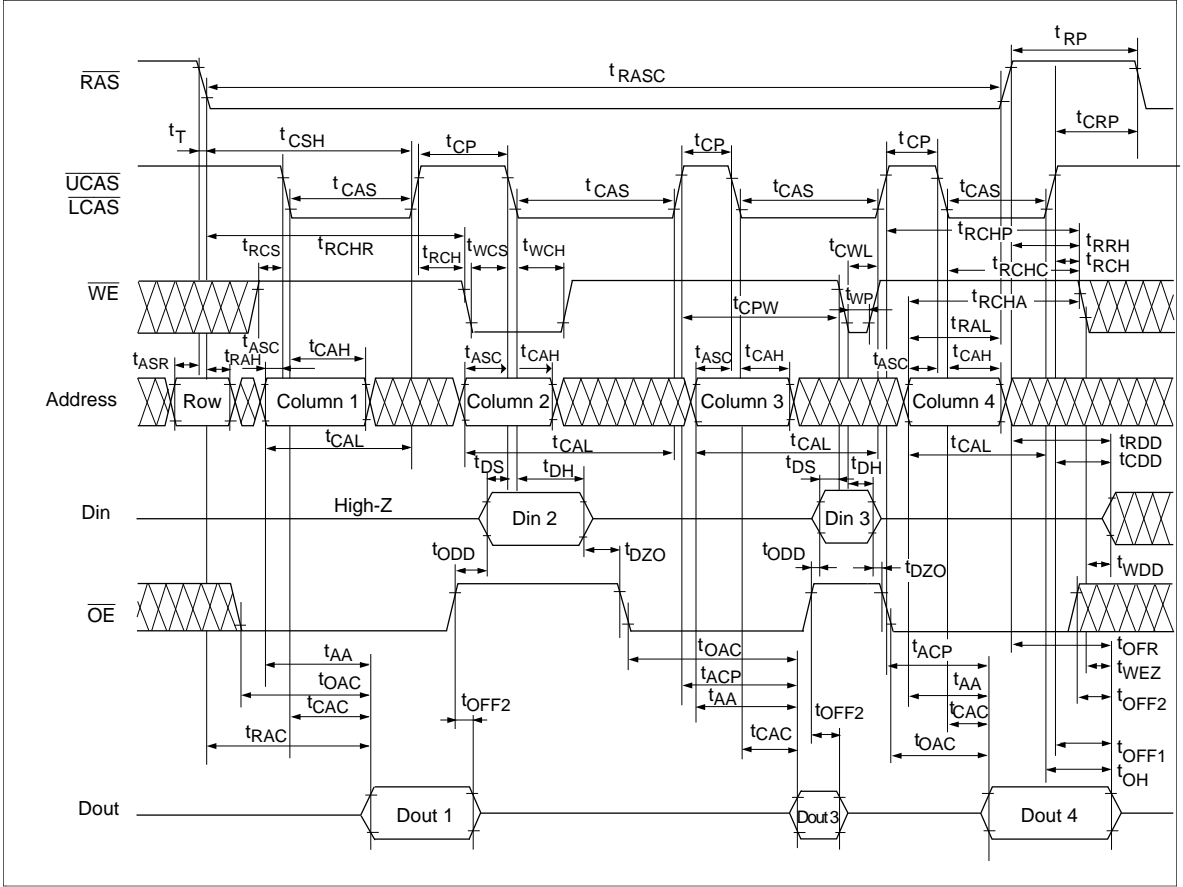 tRP
RAS
tRASC
tT
tCSH
tCP
tCP
tCP
tCRP
UCAS
LCAS
tCAS
tCAS
tCAS
tCAS
tRCHR
tRCS
tRCH
tWCS
tWCH
tCWL
tRCHP
tRRH
tRCHC
tRCH
WE
tWP
tCPW
tRCHA
tRAL
tASR
tRAH
tASC
tCAH
tASC
tCAH
tASC
tCAH
tASC
tCAH
Address
Row
Column 1
Column 2
Column 3
Column 4
tCAL
tCAL
tCAL
tCAL
tRDD
tCDD
tDS
tDH
tDS
tDH
Din
High-Z
Din 2
Din 3
tODD
tDZO
tODD
tDZO
tWDD
OE
tOFR
tAA
tOAC
tACP
tWEZ
tOAC
tACP
tAA
tOFF2
tCAC
tOFF2
tAA
tOFF2
tCAC
tRAC
tCAC
tOAC
tOFF1
tOH
Dout
Dout 1
Dout 3
Dout 4